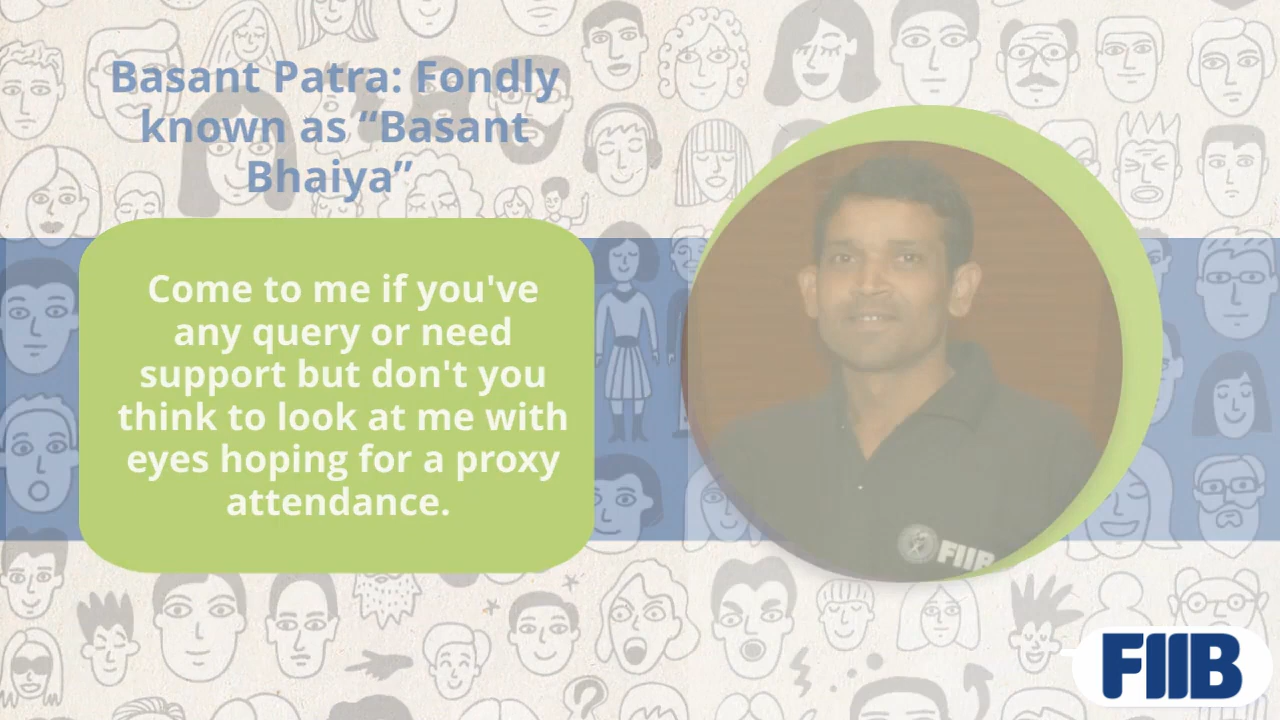 Basant Patra: Fondly
known as “Basant
Bhaiya”
Come to me if you've
any query or need
support but don't you
think to look at me with
eyes hoping for a proxy
attendance.
FIIB
FIIB